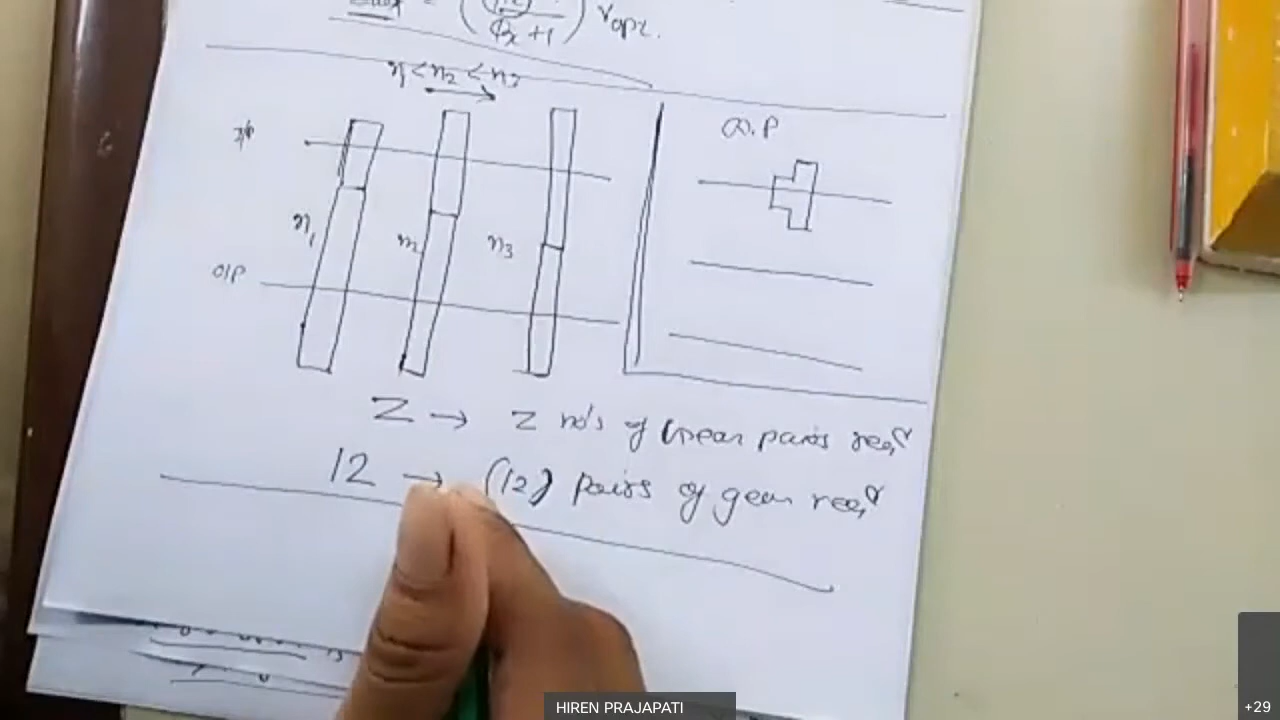 n1 < n2 < n3
i/p
O.P
n1
n2
n3
O/P
Z → Z no's of Gear pairs req^r
12 → (12) pairs of gear req^r
HIREN PRAJAPATI
+29